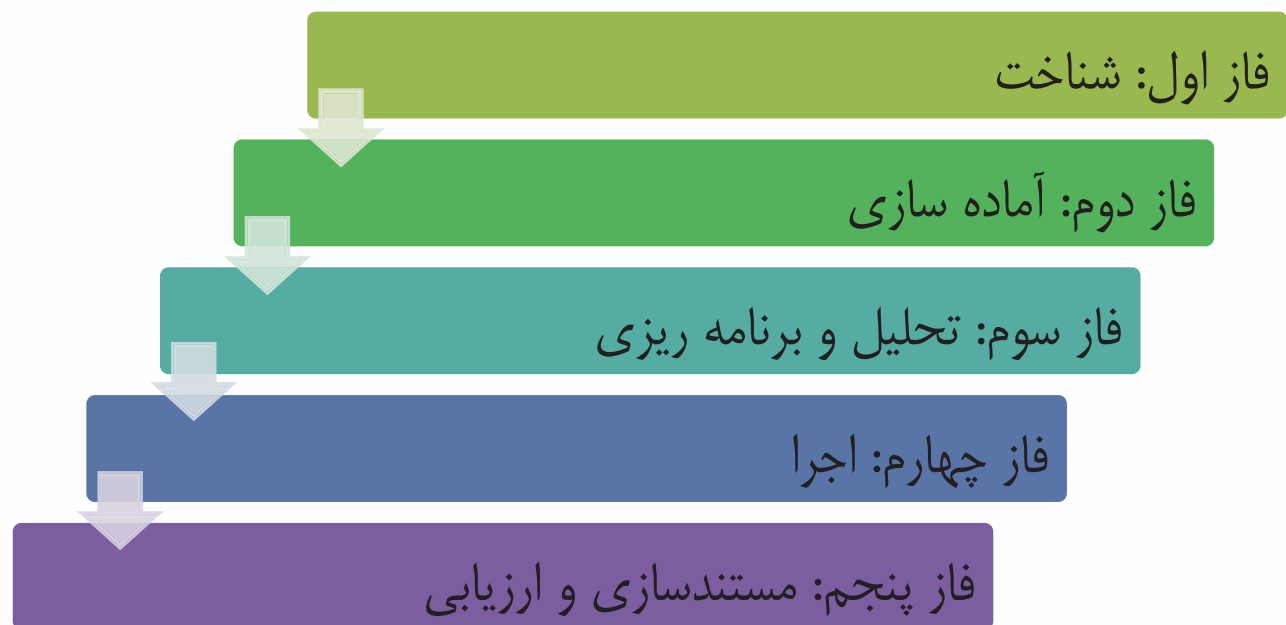 فاز اول: شناخت
فاز دوم: آماده سازی
فاز سوم: تحلیل و برنامه ریزی
فاز چهارم: اجرا
فاز پنجم: مستندسازی و ارزیابی